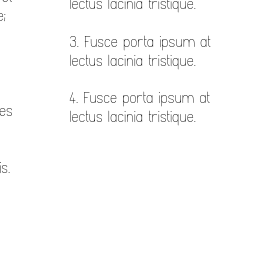 e;
es
is.
lectus lacinia tristique.
3. Fusce porta ipsum at
lectus lacinia tristique.
4. Fusce porta ipsum at
lectus lacinia tristique.